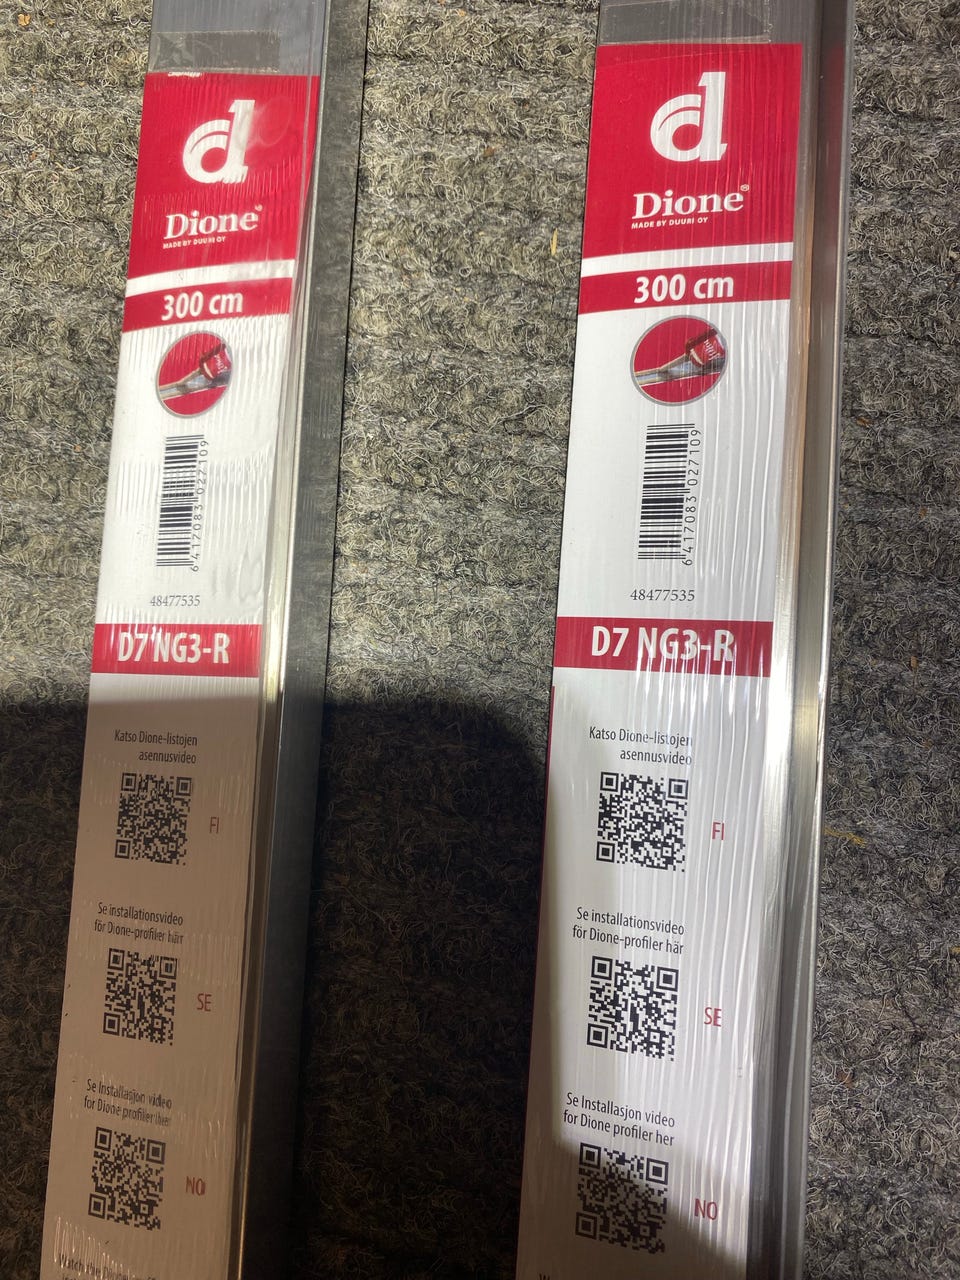 d
Dione®
MADE BY DUURI OY
300 cm
6 417083 027109
48477535
D7 NG3-R
Katso Dione-listojen
asennusvideo
FI
Se installationsvideo
för Dione-profiler här
SE
Se Installasjon video
for Dione profiler her
NO
d
Dione®
MADE BY DUURI OY
300 cm
6 417083 027109
48477535
D7 NG3-R
Katso Dione-listojen
asennusvideo
FI
Se installationsvideo
för Dione-profiler här
SE
Se Installasjon video
for Dione profiler her
NO